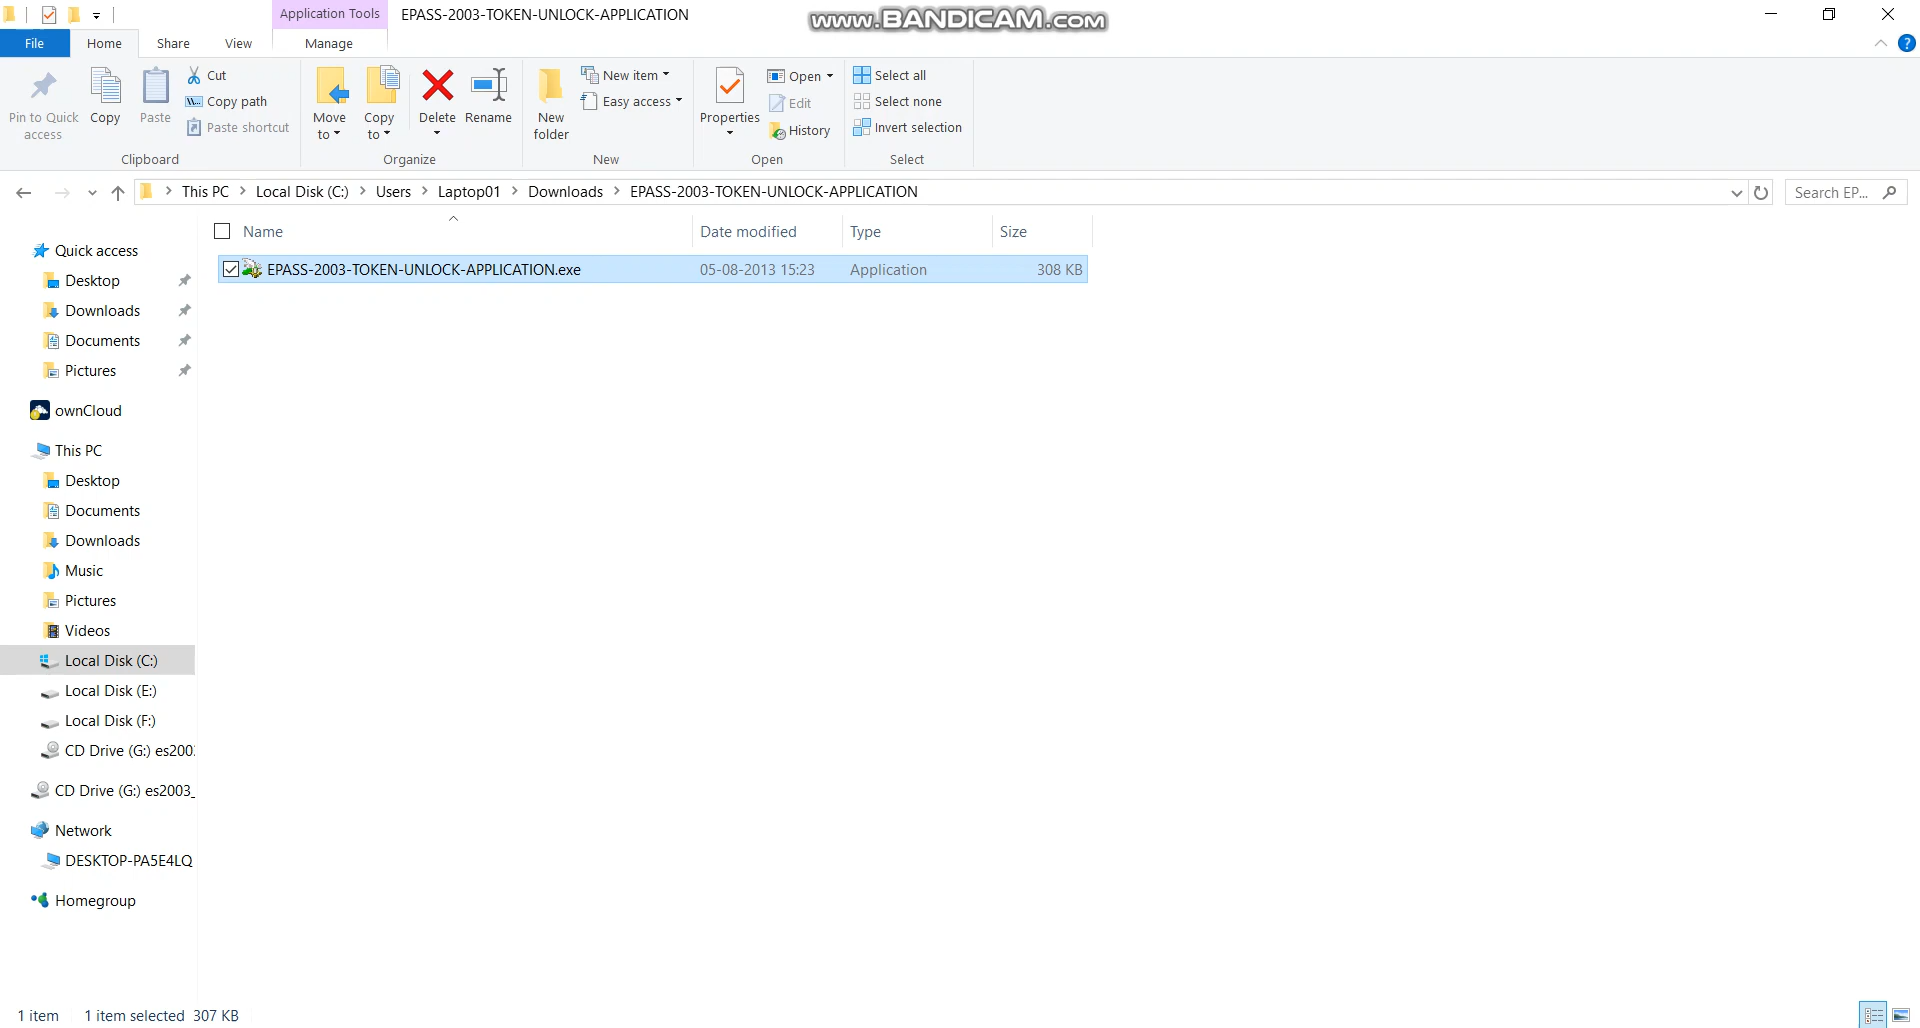 Application Tools
EPASS-2003-TOKEN-UNLOCK-APPLICATION
www.BANDICAM.com
File
Home
Share
View
Manage
Pin to Quick access
Copy
Paste
Cut
Copy path
Paste shortcut
Clipboard
Move to
Copy to
Delete
Rename
Organize
New folder
New item
Easy access
New
Properties
Open
Edit
History
Open
Select all
Select none
Invert selection
Select
This PC
Local Disk (C:)
Users
Laptop01
Downloads
EPASS-2003-TOKEN-UNLOCK-APPLICATION
Search EP...
Name
Date modified
Type
Size
EPASS-2003-TOKEN-UNLOCK-APPLICATION.exe
05-08-2013 15:23
Application
308 KB
Quick access
Desktop
Downloads
Documents
Pictures
ownCloud
This PC
Desktop
Documents
Downloads
Music
Pictures
Videos
Local Disk (C:)
Local Disk (E:)
Local Disk (F:)
CD Drive (G:) es200
CD Drive (G:) es2003_
Network
DESKTOP-PA5E4LQ
Homegroup
1 item
1 item selected 307 KB